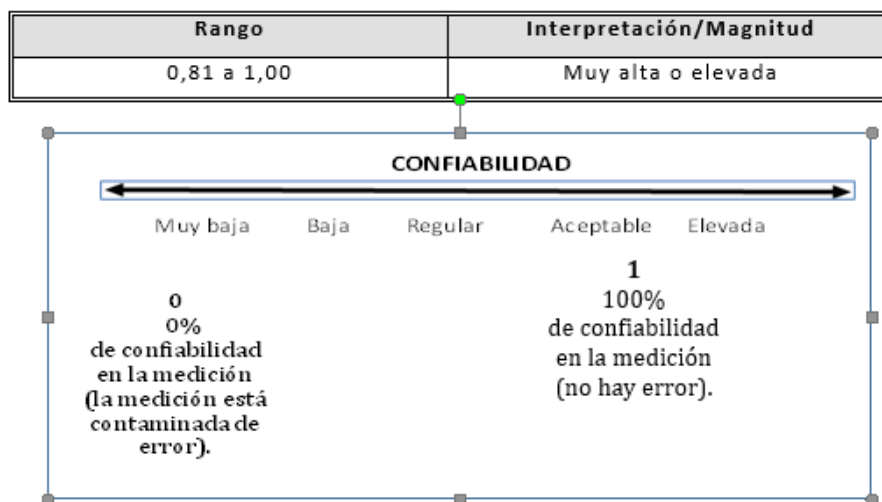 Rango Interpretación/Magnitud
0,81 a 1,00 Muy alta o elevada
CONFIABILIDAD
Muy baja Baja Regular Aceptable Elevada
0
0%
de confiabilidad
en la medición
(la medición está
contaminada de
error).
1
100%
de confiabilidad
en la medición
(no hay error).